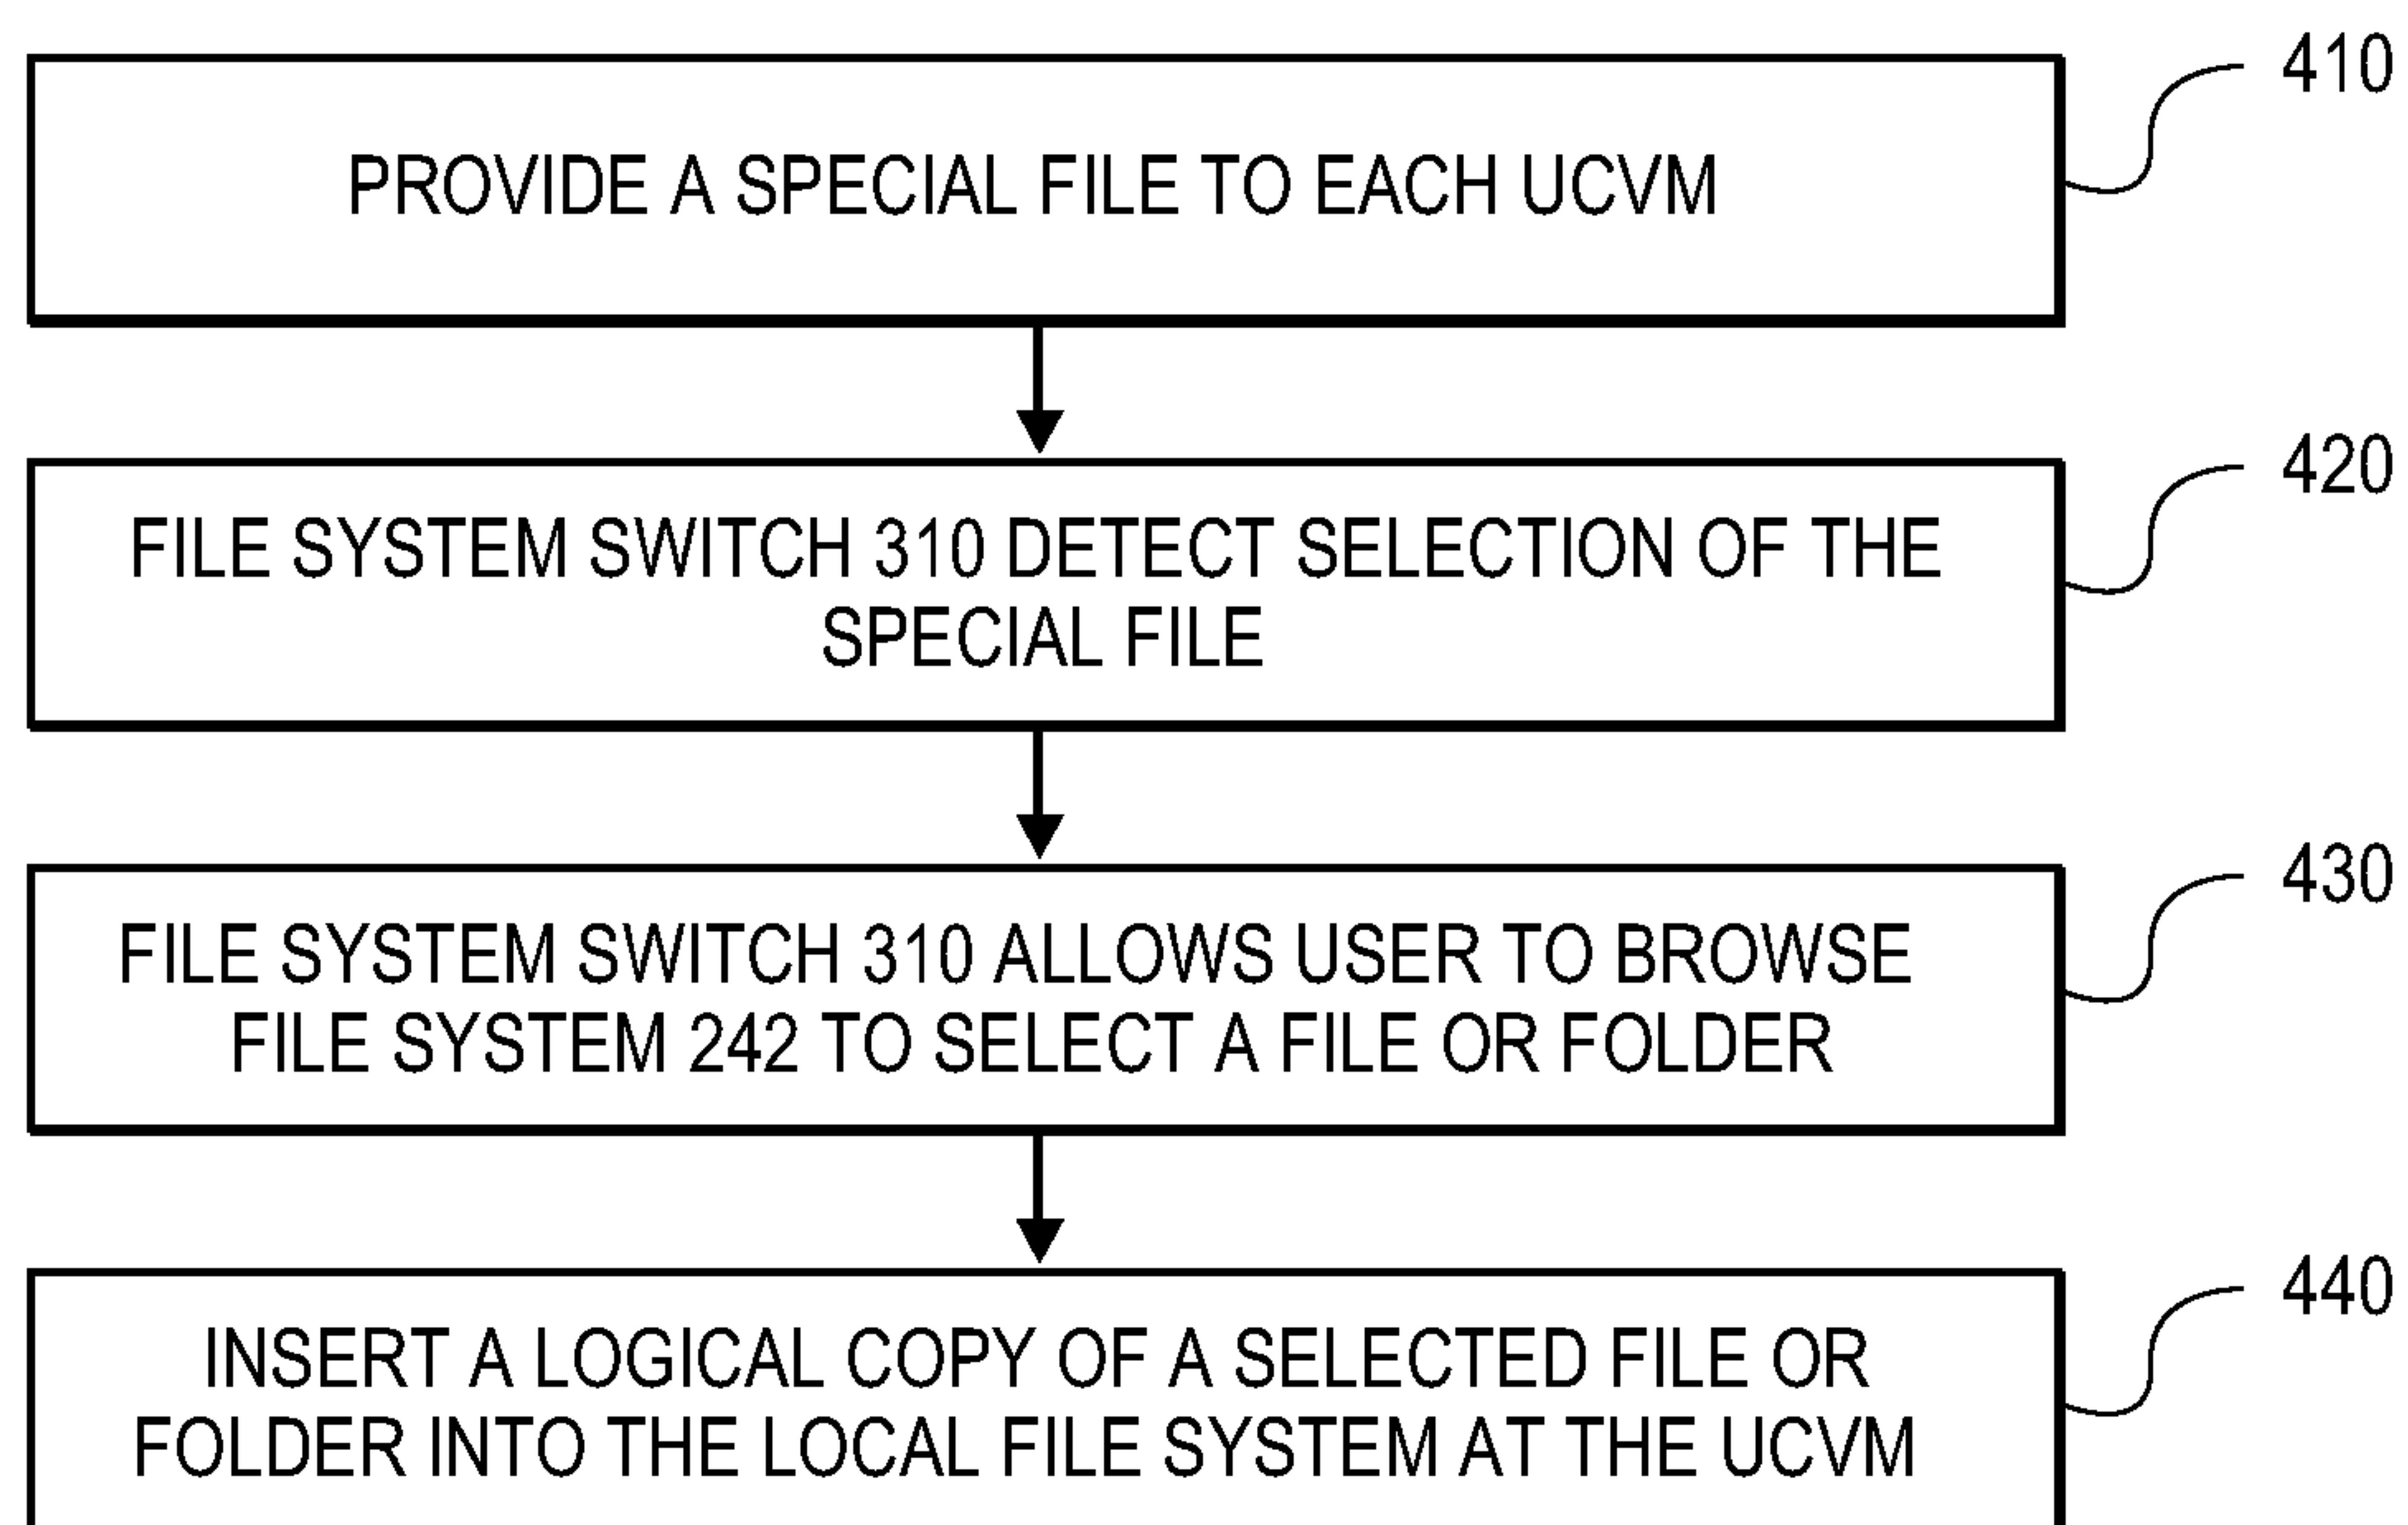 410
PROVIDE A SPECIAL FILE TO EACH UCVM
420
FILE SYSTEM SWITCH 310 DETECT SELECTION OF THE
SPECIAL FILE
430
FILE SYSTEM SWITCH 310 ALLOWS USER TO BROWSE
FILE SYSTEM 242 TO SELECT A FILE OR FOLDER
440
INSERT A LOGICAL COPY OF A SELECTED FILE OR
FOLDER INTO THE LOCAL FILE SYSTEM AT THE UCVM